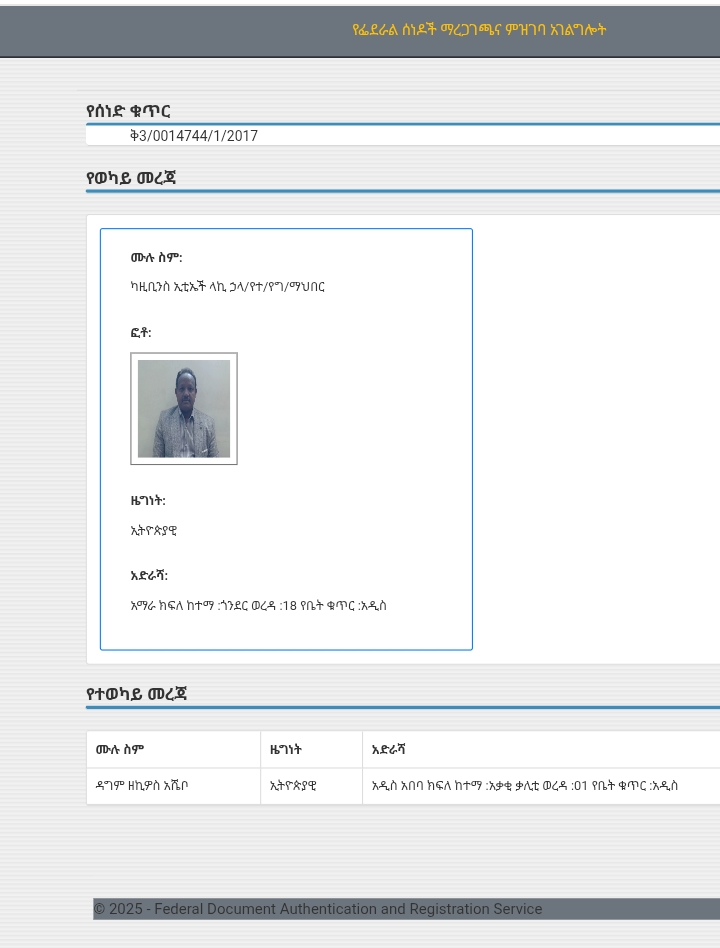 የፌደራል ሰነዶች ማረጋገጫና ምዝገባ አገልግሎት
የሰነድ ቁጥር
ቅ3/0014744/1/2017
የወካይ መረጃ
ሙሉ ስም:
ካዚቢንስ ኢቲኤች ላኪ ኃላ/የተ/የግ/ማህበር
ፎቶ:
ዜግነት:
ኢትዮጵያዊ
አድራሻ:
አማራ ክፍለ ከተማ :ጎንደር ወረዳ :18 የቤት ቁጥር :አዲስ
የተወካይ መረጃ
ሙሉ ስም ዜግነት አድራሻ
ዳግም ዘኪዎስ አሼቦ ኢትዮጵያዊ አዲስ አበባ ክፍለ ከተማ :አቃቂ ቃሊቲ ወረዳ :01 የቤት ቁጥር :አዲስ
© 2025 - Federal Document Authentication and Registration Service